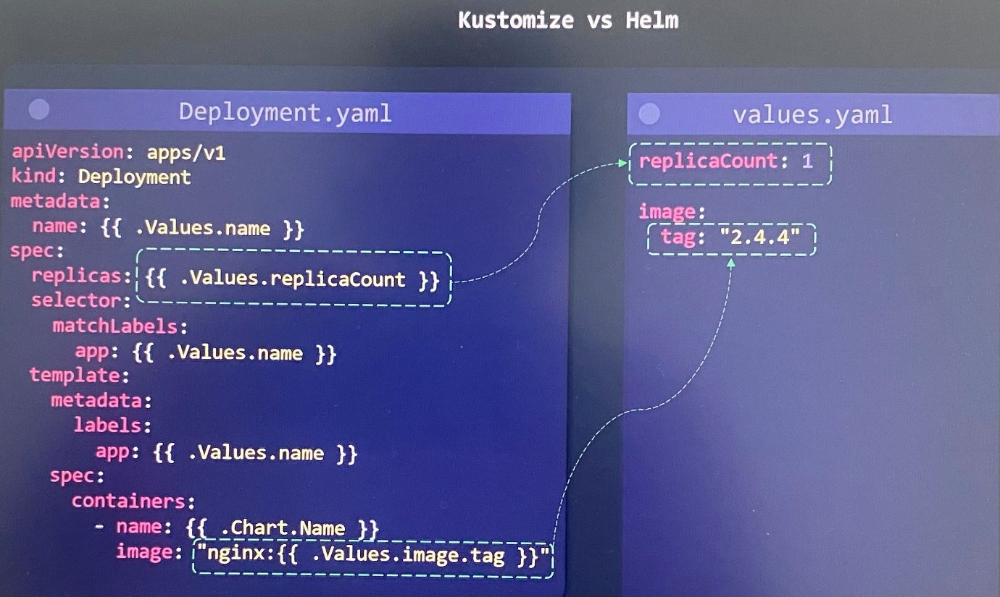 Kustomize vs Helm
Deployment.yaml
apiVersion: apps/v1
kind: Deployment
metadata:
  name: {{ .Values.name }}
spec:
  replicas: {{ .Values.replicaCount }}
  selector:
    matchLabels:
      app: {{ .Values.name }}
  template:
    metadata:
      labels:
        app: {{ .Values.name }}
    spec:
      containers:
        - name: {{ .Chart.Name }}
          image: "nginx:{{ .Values.image.tag }}"
values.yaml
replicaCount: 1
image:
  tag: "2.4.4"